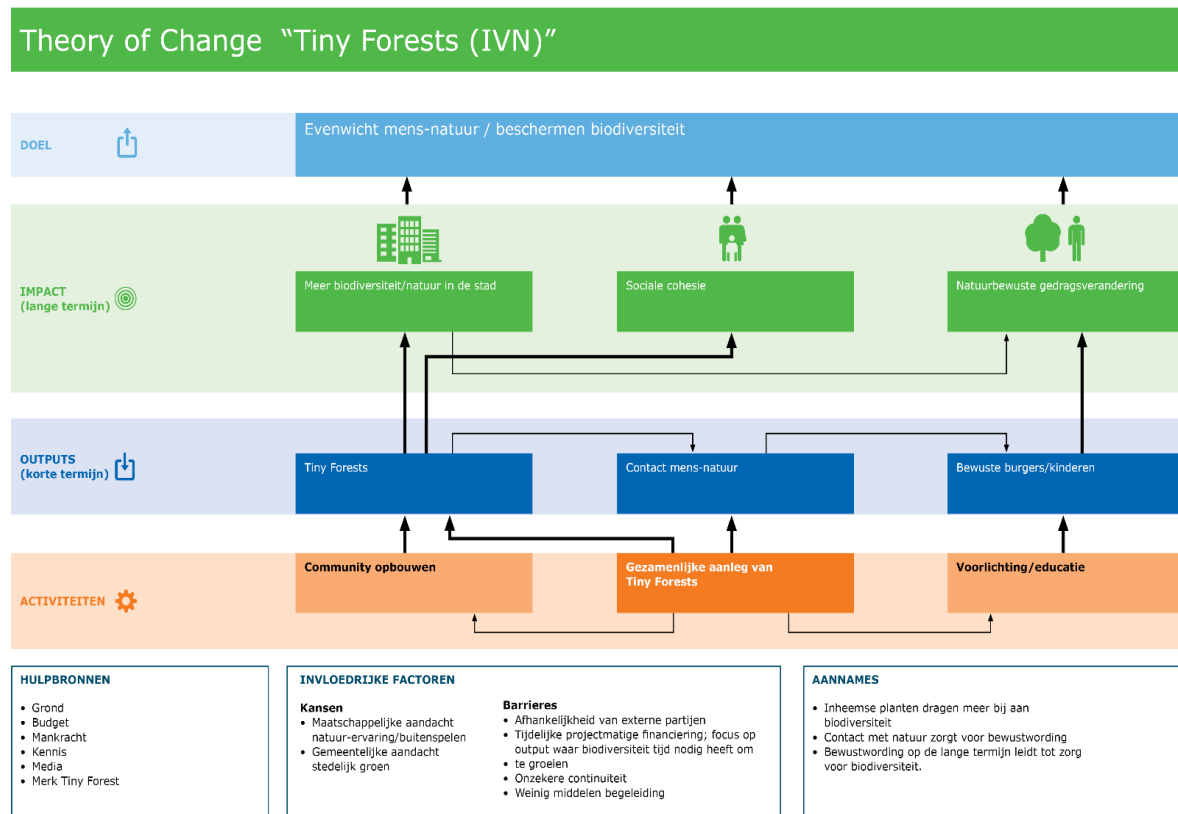 Theory of Change “Tiny Forests (IVN)”
DOEL
Evenwicht mens-natuur / beschermen biodiversiteit
IMPACT
(lange termijn)
Meer biodiversiteit/natuur in de stad
Sociale cohesie
Natuurbewuste gedragsverandering
OUTPUTS
(korte termijn)
Tiny Forests
Contact mens-natuur
Bewuste burgers/kinderen
ACTIVITEITEN
Community opbouwen
Gezamenlijke aanleg van
Tiny Forests
Voorlichting/educatie
HULPBRONNEN
• Grond
• Budget
• Mankracht
• Kennis
• Media
• Merk Tiny Forest
INVLOEDRIJKE FACTOREN
Kansen
• Maatschappelijke aandacht
natuur-ervaring/buitenspelen
• Gemeentelijke aandacht
stedelijk groen
Barrieres
• Afhankelijkheid van externe partijen
• Tijdelijke projectmatige financiering; focus op
output waar biodiversiteit tijd nodig heeft om
• te groeien
• Onzekere continuiteit
• Weinig middelen begeleiding
AANNAMES
• Inheemse planten dragen meer bij aan
biodiversiteit
• Contact met natuur zorgt voor bewustwording
• Bewustwording op de lange termijn leidt tot zorg
voor biodiversiteit.